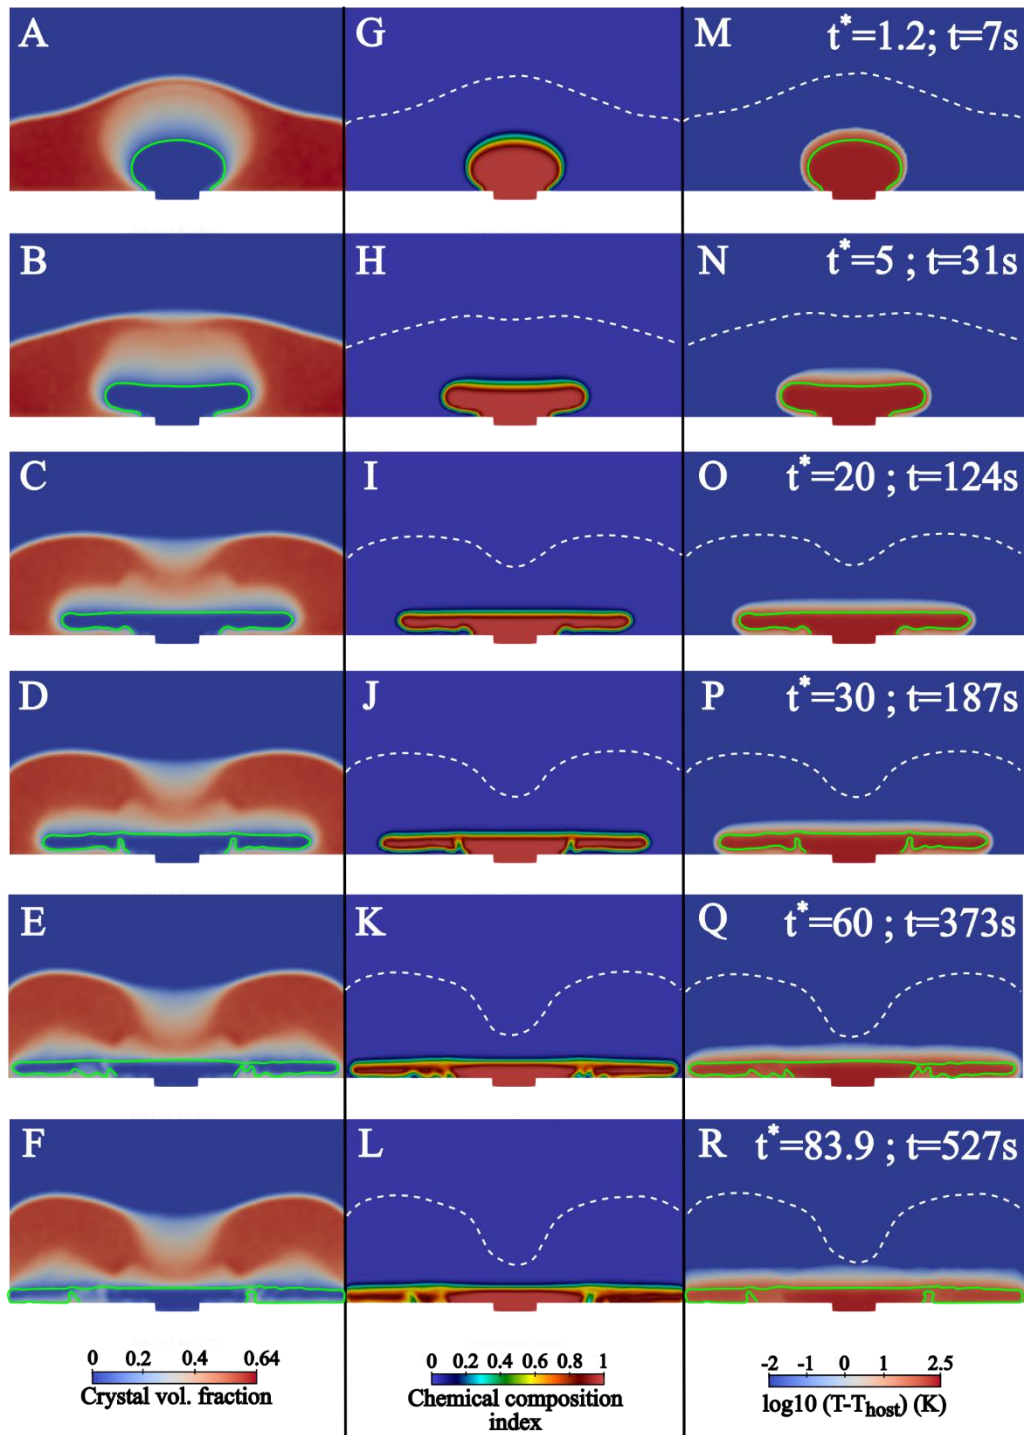 A G M t*=1.2; t=7s
B H N t*=5 ; t=31s
C I O t*=20 ; t=124s
D J P t*=30 ; t=187s
E K Q t*=60 ; t=373s
F L R t*=83.9 ; t=527s
0 0.2 0.4 0.64
Crystal vol. fraction
0 0.2 0.4 0.6 0.8 1
Chemical composition
index
-2 -1 0 1 2.5
log10 (T-Thost) (K)